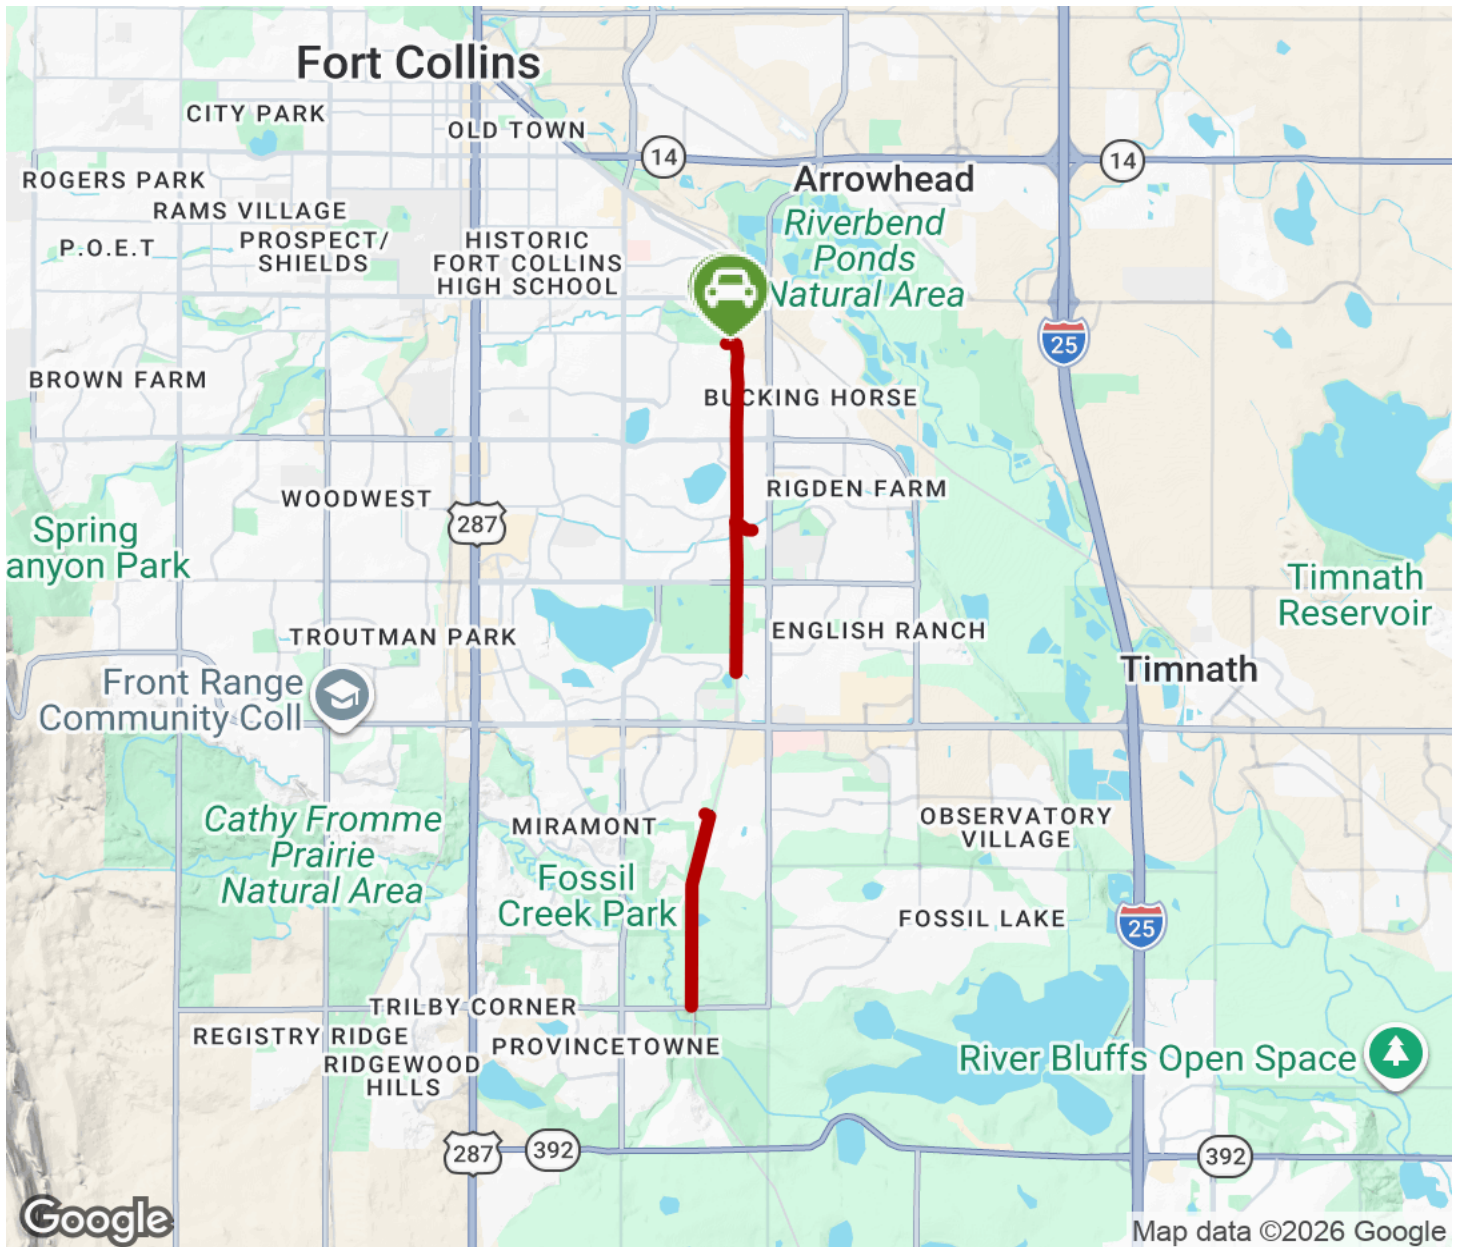 Fort Collins
CITY PARK
OLD TOWN
14
14
ROGERS PARK
Arrowhead
RAMS VILLAGE
Riverbend
Ponds
Natural Area
P.O.E.T
PROSPECT/
SHIELDS
HISTORIC
FORT COLLINS
HIGH SCHOOL
25
BROWN FARM
BUCKING HORSE
WOODWEST
RIGDEN FARM
287
Spring
anyon Park
Timnath
Reservoir
TROUTMAN PARK
ENGLISH RANCH
Timnath
Front Range
Community Coll
Cathy Fromme
Prairie
Natural Area
MIRAMONT
OBSERVATORY
VILLAGE
Fossil
Creek Park
FOSSIL LAKE
25
TRILBY CORNER
REGISTRY RIDGE
PROVINCETOWNE
RIDGEWOOD
HILLS
River Bluffs Open Space
287
392
392
Google
Map data ©2026 Google